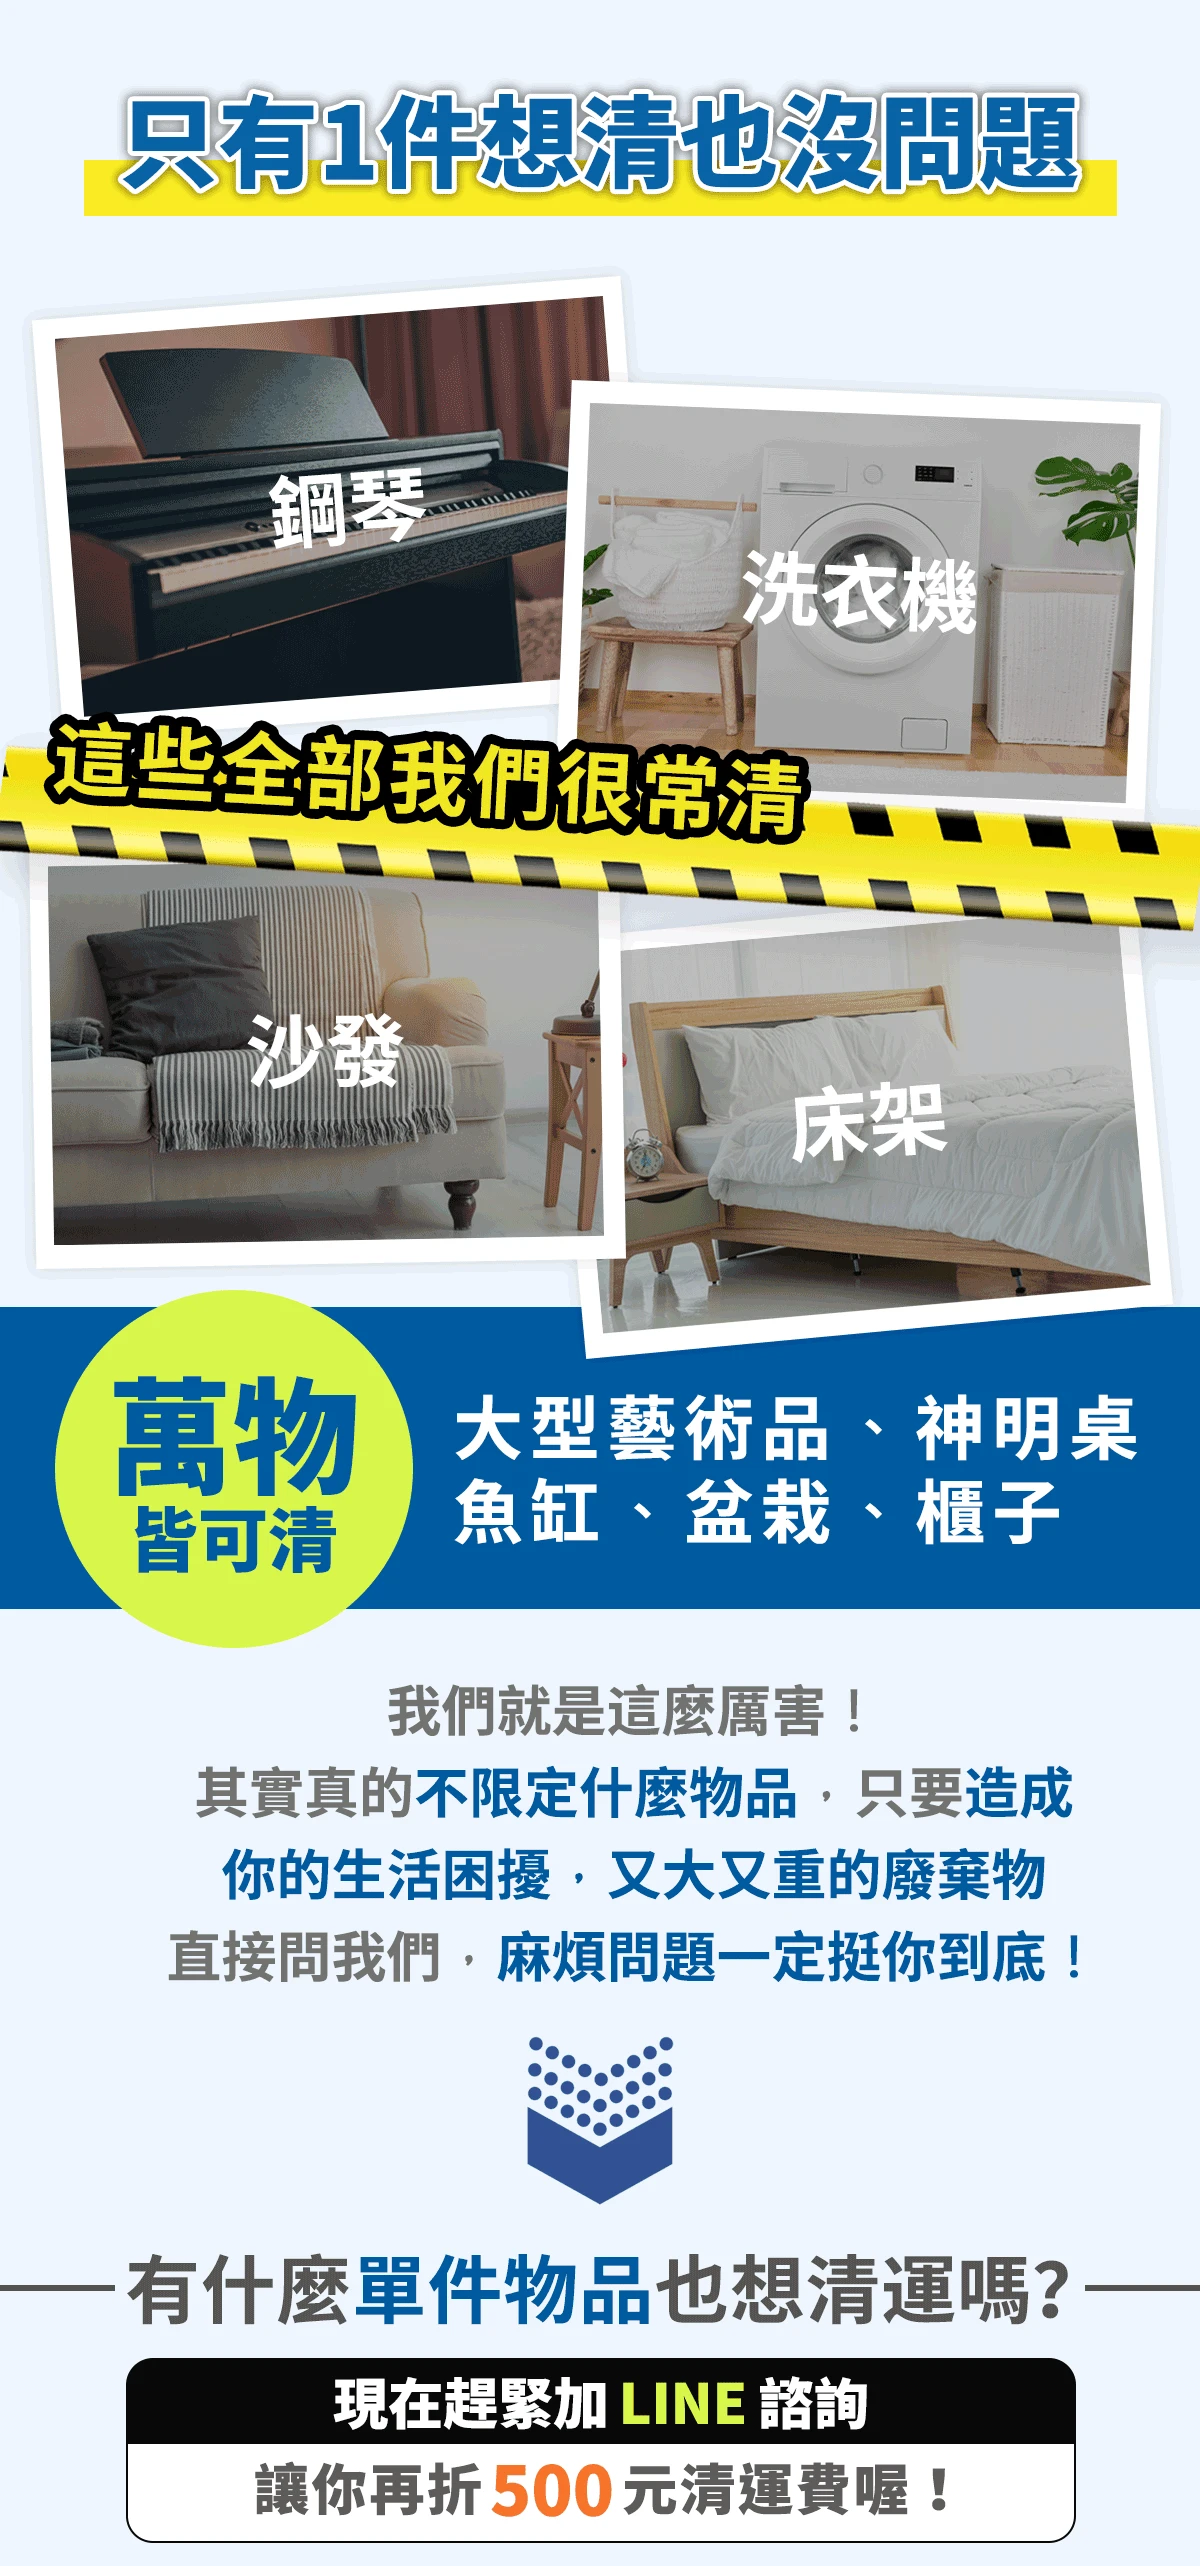 只有1件想清也沒問題
鋼琴
洗衣機
這些全部我們很常清
沙發
床架
萬物
皆可清
大型藝術品、神明桌
魚缸、盆栽、櫃子
我們就是這麼厲害！
其實真的不限定什麼物品，只要造成
你的生活困擾，又大又重的廢棄物
直接問我們，麻煩問題一定挺你到底！
有什麼單件物品也想清運嗎?
現在趕緊加 LINE 諮詢
讓你再折 500 元清運費喔！